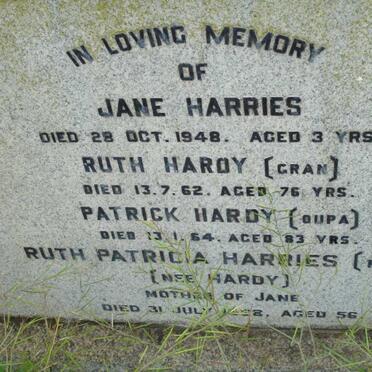 IN LOVING MEMORY
OF
JANE HARRIES
DIED 28 OCT. 1948. AGED 3 YRS
RUTH HARDY (GRAN)
DIED 13.7.62. AGED 76 YRS.
PATRICK HARDY (OUPA)
DIED 13.1.64. AGED 83 YRS.
RUTH PATRICIA HARRIES
(NEE HARDY)
MOTHER OF JANE
DIED 31 JULY AGED 56